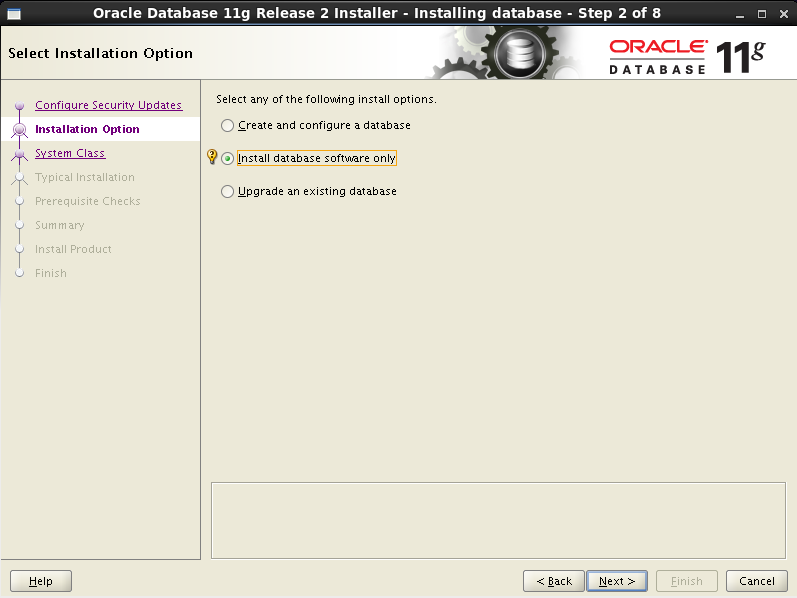 Oracle Database 11g Release 2 Installer - Installing database - Step 2 of 8
Select Installation Option
ORACLE
DATABASE
11g
Configure Security Updates
Installation Option
System Class
Typical Installation
Prerequisite Checks
Summary
Install Product
Finish
Select any of the following install options.
Create and configure a database
Install database software only
Upgrade an existing database
Help
< Back
Next >
Finish
Cancel